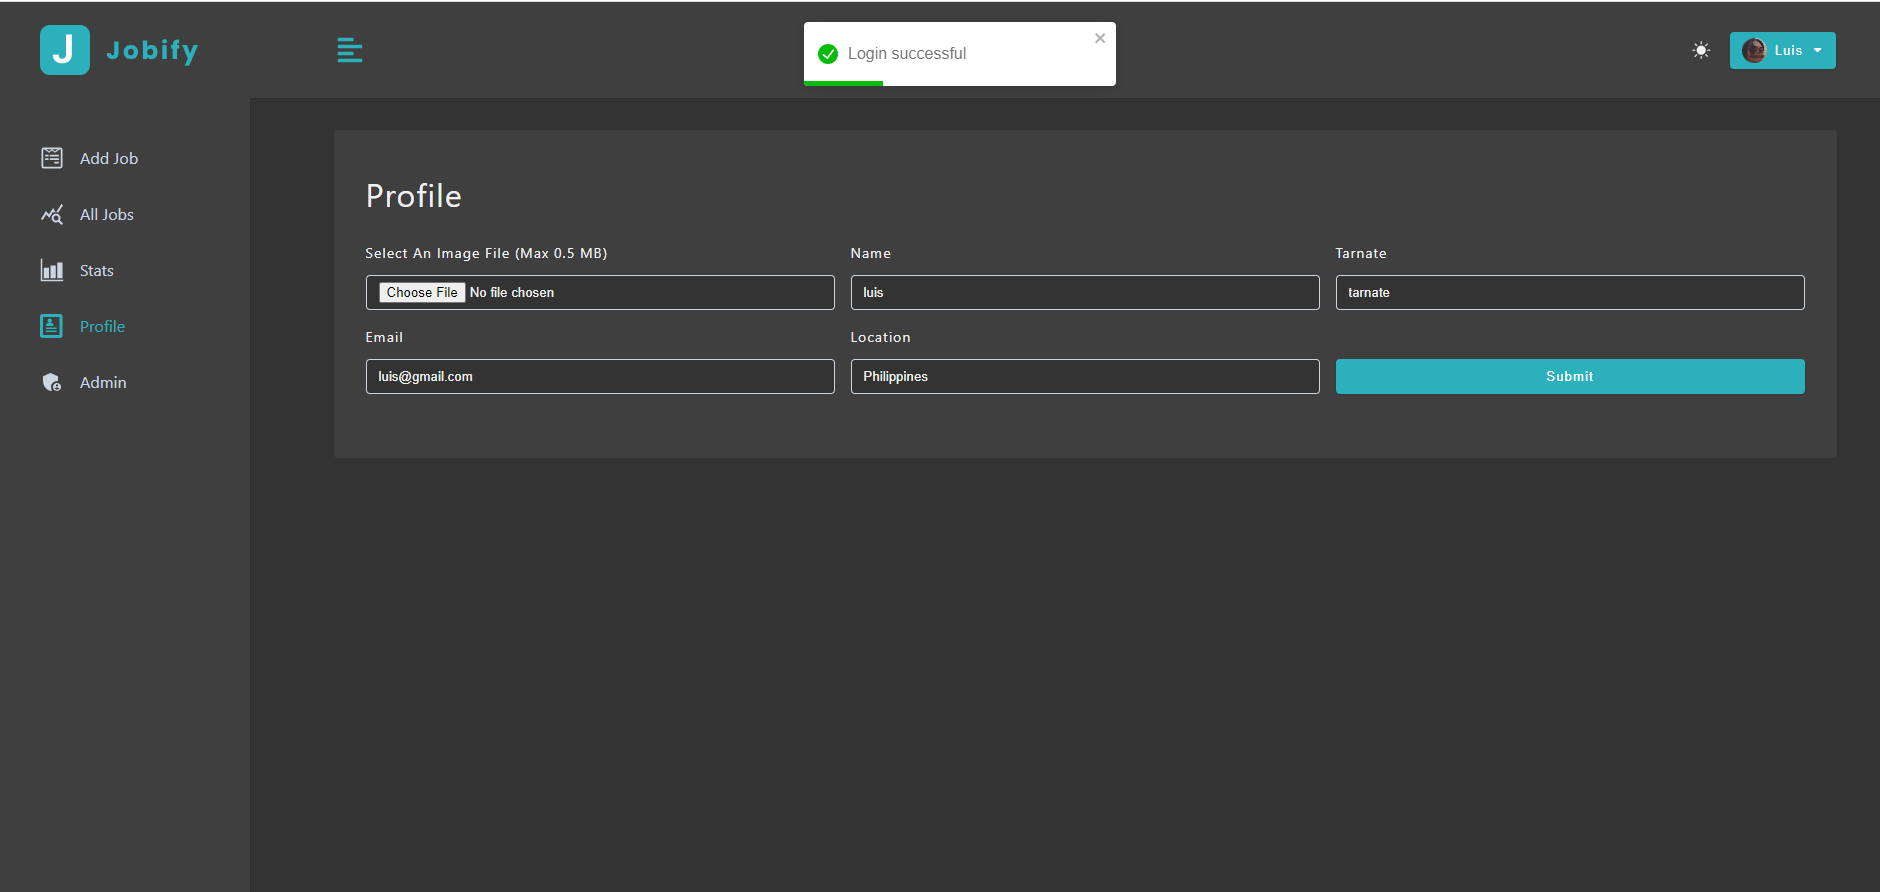 J Jobify
Login successful
Luis
Add Job
All Jobs
Stats
Profile
Admin
Profile
Select An Image File (Max 0.5 MB)
Choose File No file chosen
Name
luis
Tarnate
tarnate
Email
luis@gmail.com
Location
Philippines
Submit